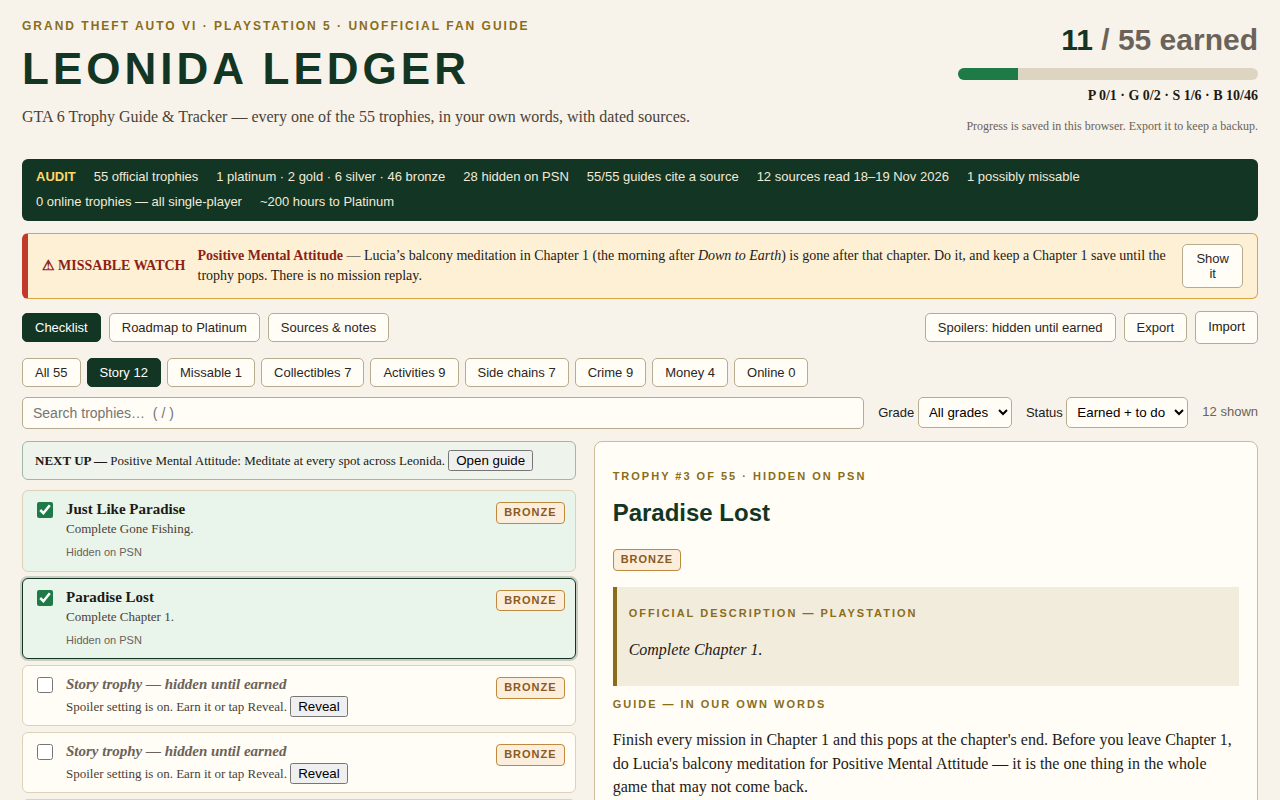 GRAND THEFT AUTO VI · PLAYSTATION 5 · UNOFFICIAL FAN GUIDE
LEONIDA LEDGER
GTA 6 Trophy Guide & Tracker — every one of the 55 trophies, in your own words, with dated sources.
11 / 55 earned
P 0/1 · G 0/2 · S 1/6 · B 10/46
Progress is saved in this browser. Export it to keep a backup.
AUDIT 55 official trophies 1 platinum · 2 gold · 6 silver · 46 bronze 28 hidden on PSN 55/55 guides cite a source 12 sources read 18–19 Nov 2026 1 possibly missable
0 online trophies — all single-player ~200 hours to Platinum
⚠ MISSABLE WATCH
Positive Mental Attitude — Lucia's balcony meditation in Chapter 1 (the morning after Down to Earth) is gone after that chapter. Do it, and keep a Chapter 1 save until the
trophy pops. There is no mission replay.
Show
it
Checklist Roadmap to Platinum Sources & notes Spoilers: hidden until earned Export Import
All 55 Story 12 Missable 1 Collectibles 7 Activities 9 Side chains 7 Crime 9 Money 4 Online 0
Search trophies… ( / ) Grade All grades Status Earned + to do 12 shown
NEXT UP — Positive Mental Attitude: Meditate at every spot across Leonida. Open guide
Just Like Paradise BRONZE
Complete Gone Fishing.
Hidden on PSN
Paradise Lost BRONZE
Complete Chapter 1.
Hidden on PSN
Story trophy — hidden until earned BRONZE
Spoiler setting is on. Earn it or tap Reveal. Reveal
Story trophy — hidden until earned BRONZE
Spoiler setting is on. Earn it or tap Reveal. Reveal
TROPHY #3 OF 55 · HIDDEN ON PSN
Paradise Lost
BRONZE
OFFICIAL DESCRIPTION — PLAYSTATION
Complete Chapter 1.
GUIDE — IN OUR OWN WORDS
Finish every mission in Chapter 1 and this pops at the chapter's end. Before you leave Chapter 1,
do Lucia's balcony meditation for Positive Mental Attitude — it is the one thing in the whole
game that may not come back.